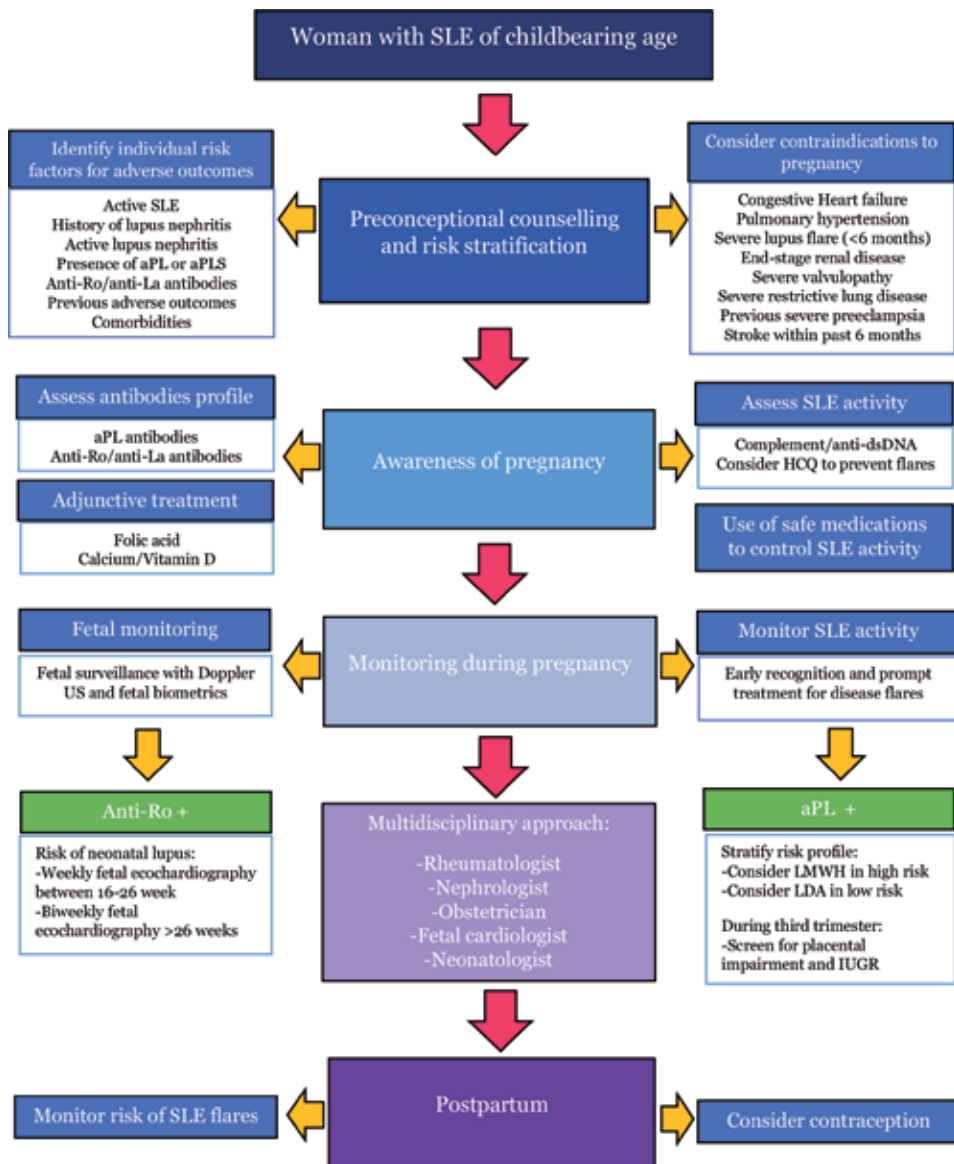 Woman with SLE of childbearing age
Identify individual risk
factors for adverse outcomes
Active SLE
History of lupus nephritis
Active lupus nephritis
Presence of aPL or aPLS
Anti-Ro/anti-La antibodies
Previous adverse outcomes
Comorbidities
Preconceptional counselling
and risk stratification
Consider contraindications to
pregnancy
Congestive Heart failure
Pulmonary hypertension
Severe lupus flare (<6 months)
End-stage renal disease
Severe valvulopathy
Severe restrictive lung disease
Previous severe preeclampsia
Stroke within past 6 months
Assess antibodies profile
aPL antibodies
Anti-Ro/anti-La antibodies
Adjunctive treatment
Folic acid
Calcium/Vitamin D
Awareness of pregnancy
Assess SLE activity
Complement/anti-dsDNA
Consider HCQ to prevent flares
Use of safe medications
to control SLE activity
Fetal monitoring
Fetal surveillance with Doppler
US and fetal biometrics
Monitoring during pregnancy
Monitor SLE activity
Early recognition and prompt
treatment for disease flares
Anti-Ro +
Risk of neonatal lupus:
-Weekly fetal ecochardiography
between 16-26 week
-Biweekly fetal
ecochardiography >26 weeks
Multidisciplinary approach:
-Rheumatologist
-Nephrologist
-Obstetrician
-Fetal cardiologist
-Neonatologist
aPL +
Stratify risk profile:
-Consider LMWH in high risk
-Consider LDA in low risk
During third trimester:
-Screen for placental
impairment and IUGR
Monitor risk of SLE flares
Postpartum
Consider contraception